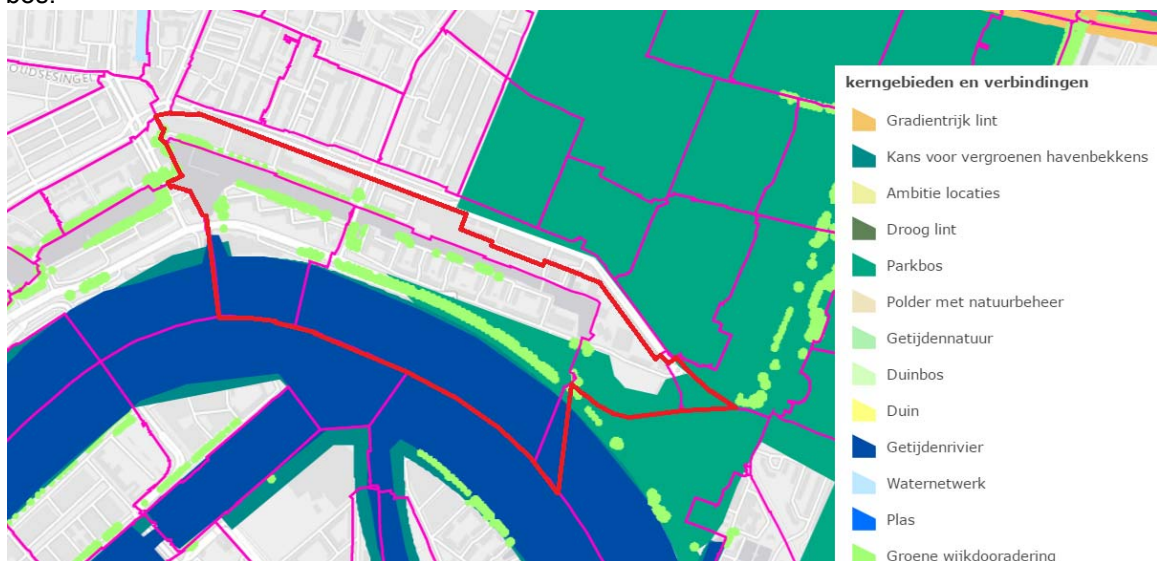 bos.
OUDSESINGEL
kerngebieden en verbindingen
Gradientrijk lint
Kans voor vergroenen havenbekkens
Ambitie locaties
Droog lint
Parkbos
Polder met natuurbeheer
Getijdennatuur
Duinbos
Duin
Getijdenrivier
Waternetwerk
Plas
Groene wijkdooradering